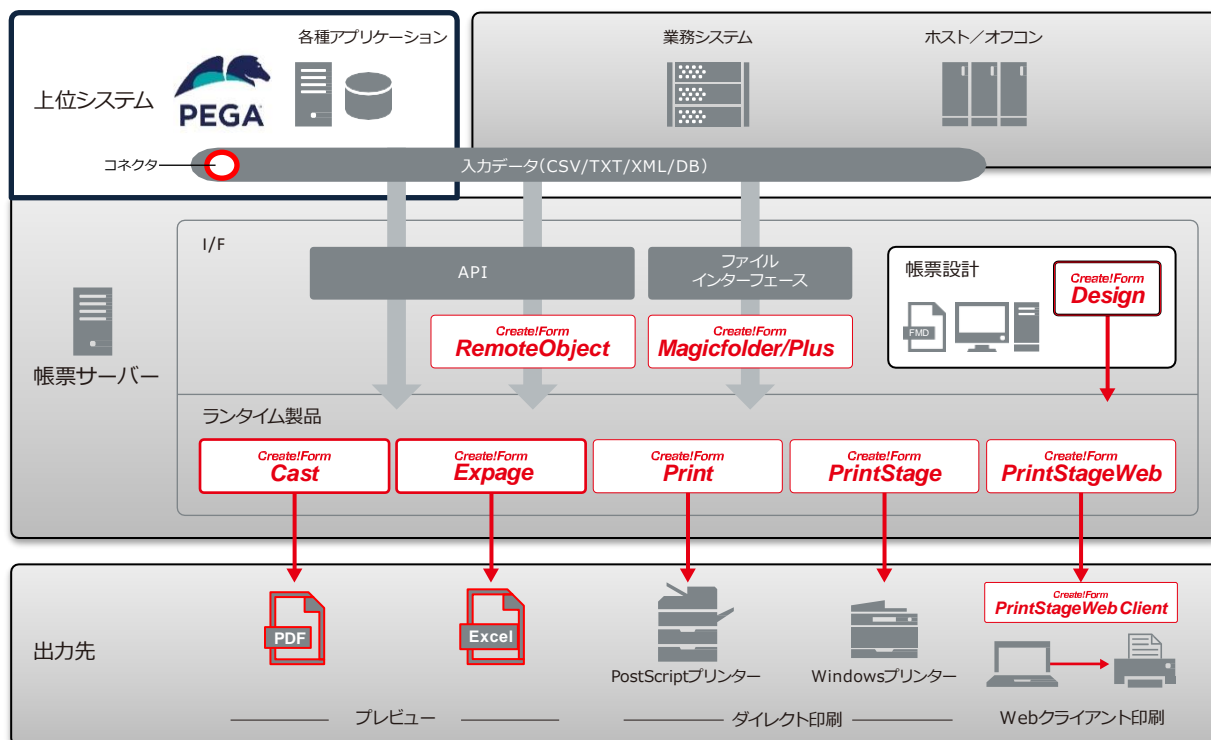 各種アプリケーション
業務システム
ホスト／オフコン
上位システム
PEGA
コネクタ
入力データ(CSV/TXT/XML/DB)
I/F
API
ファイル
インターフェース
帳票設計
Create!Form
Design
FMD
Create!Form
RemoteObject
Create!Form
Magicfolder/Plus
帳票サーバー
ランタイム製品
Create!Form
Cast
Create!Form
Expage
Create!Form
Print
Create!Form
PrintStage
Create!Form
PrintStageWeb
Create!Form
PrintStageWeb Client
PDF
Excel
出力先
PostScriptプリンター
Windowsプリンター
プレビュー
ダイレクト印刷
Webクライアント印刷